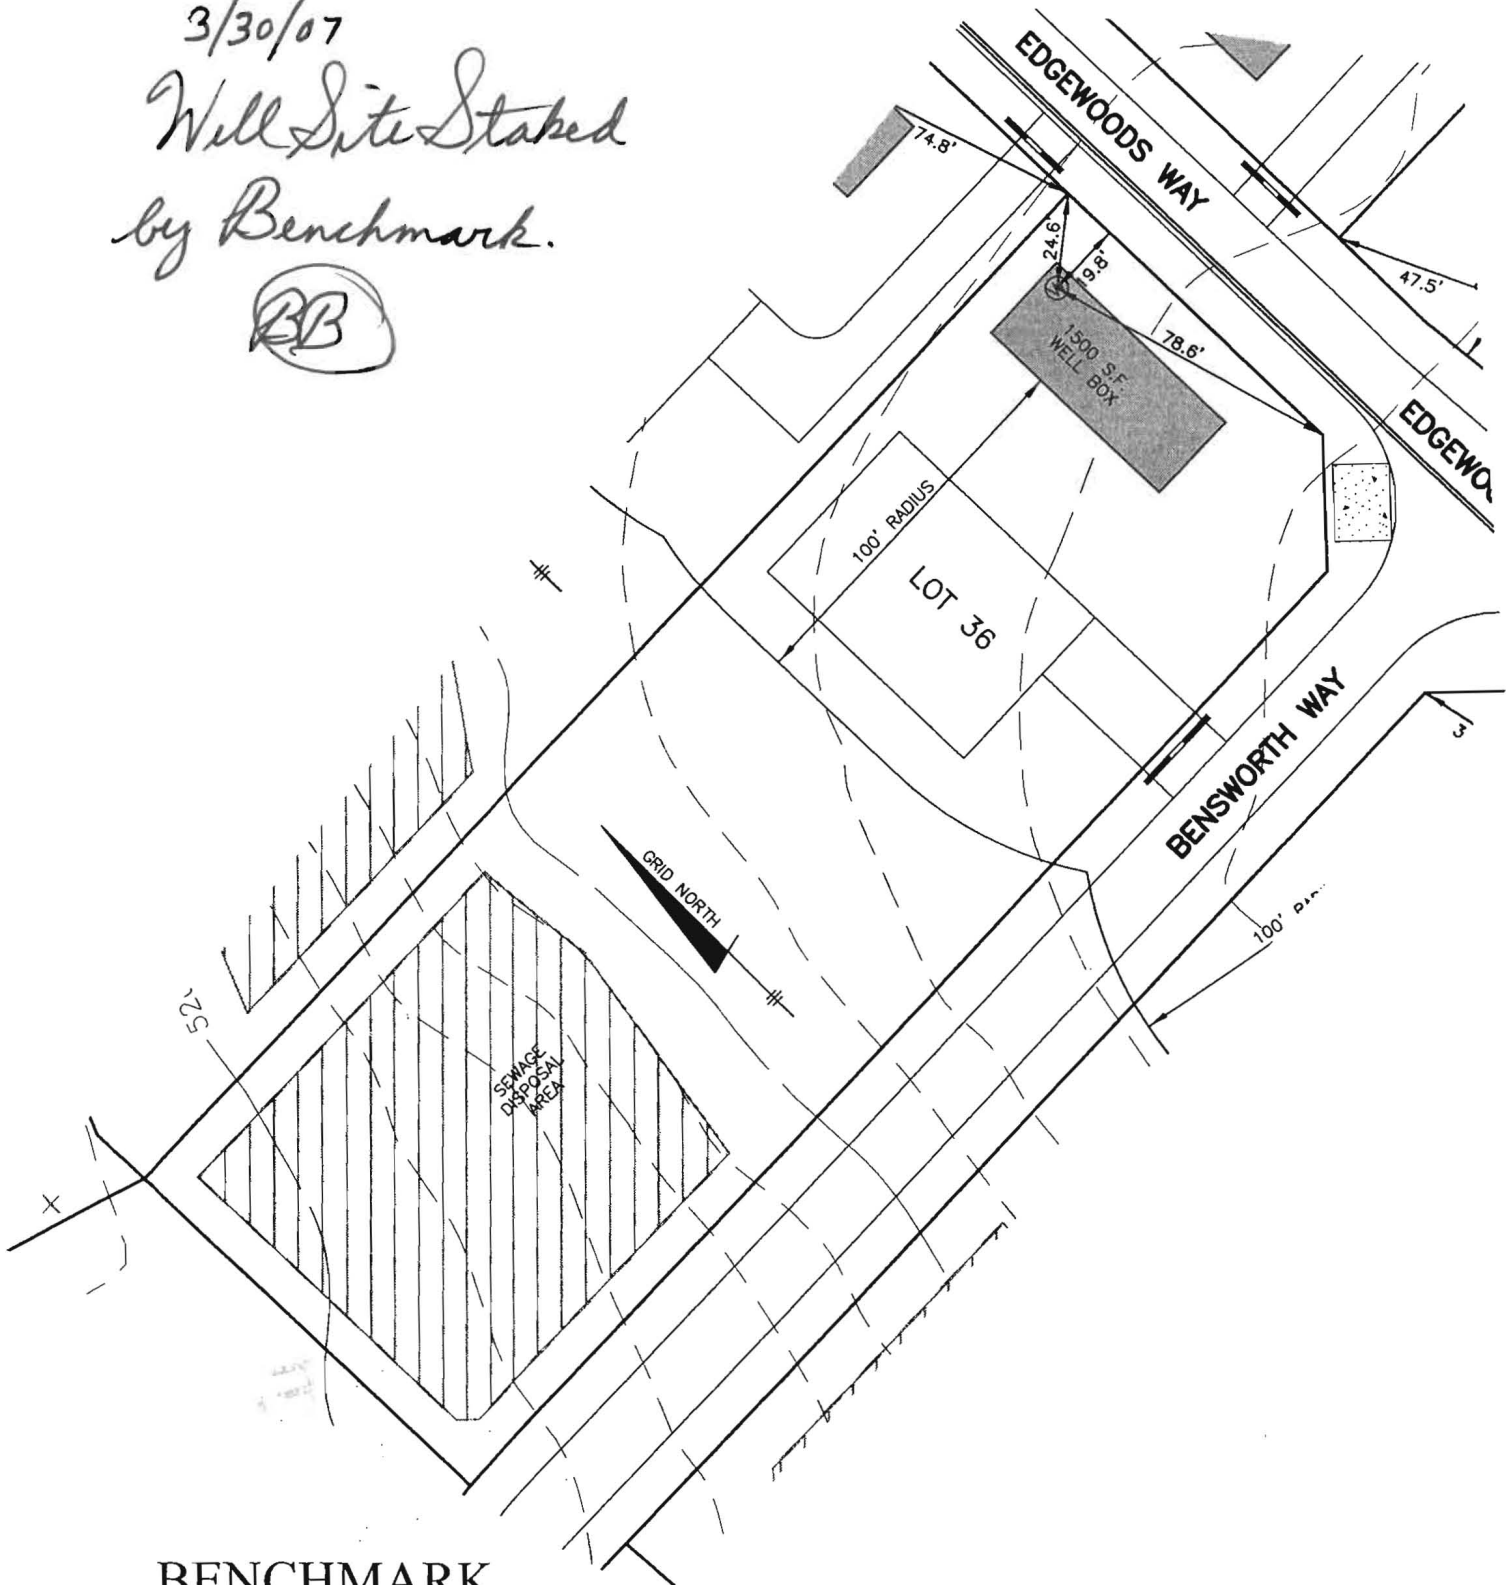 3/30/07
Well Site Staked
by Benchmark.
BB
EDGEWOODS WAY
74.8'
24.6'
19.8'
47.5'
78.6'
1500 S.F.
WELL BOX
EDGEWO
100' RADIUS
LOT 36
BENSWORTH WAY
3
GRID NORTH
100'
52
SEWAGE
DISPOSAL
AREA
BENCHMARK